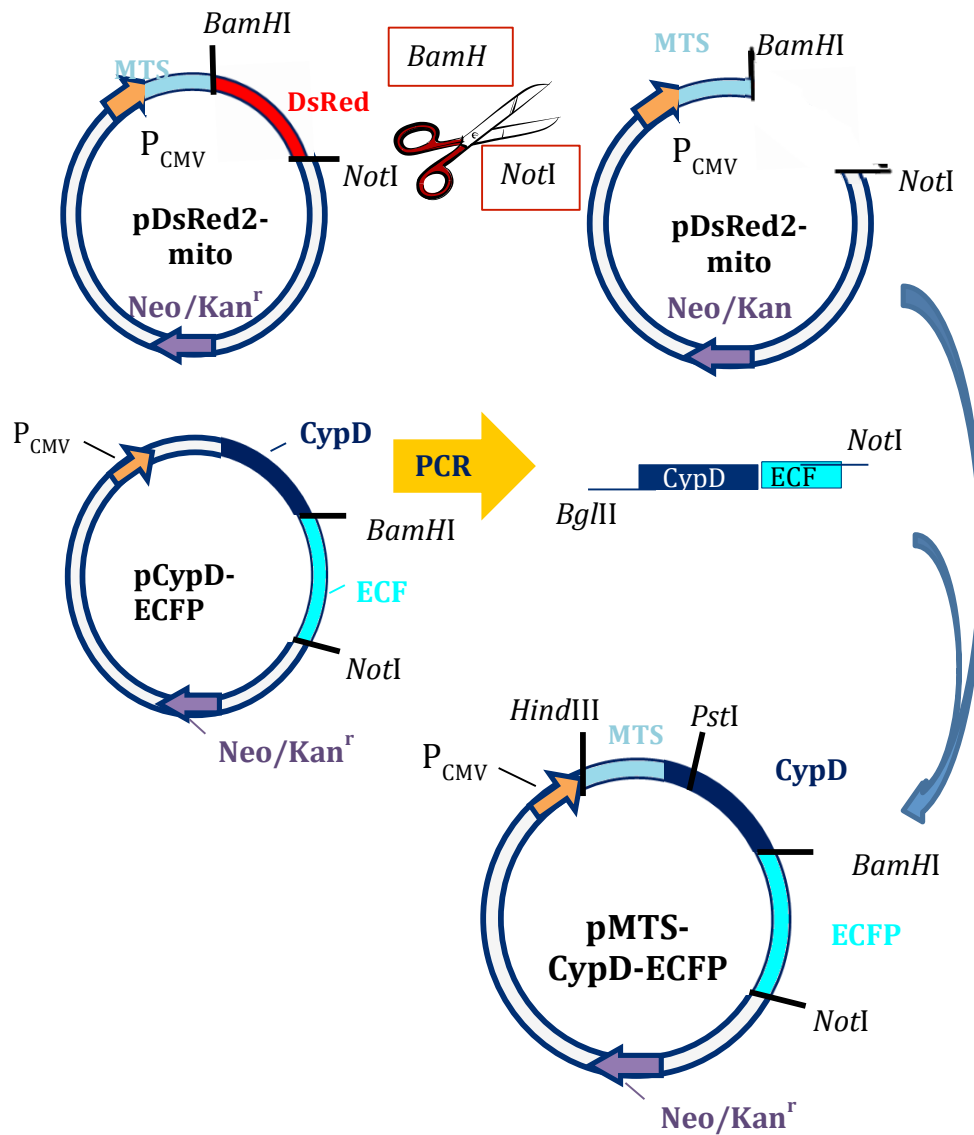 BamHI
MTS
DsRed
PCMV
NotI
pDsRed2-
mito
Neo/Kanr
BamH
NotI
MTS
BamHI
PCMV
NotI
pDsRed2-
mito
Neo/Kan
PCMV
CypD
BamHI
pCypD-
ECFP
ECF
NotI
Neo/Kanr
PCR
NotI
CypD
ECF
BglII
HindIII
PstI
MTS
PCMV
CypD
BamHI
pMTS-
CypD-ECFP
ECFP
NotI
Neo/Kanr